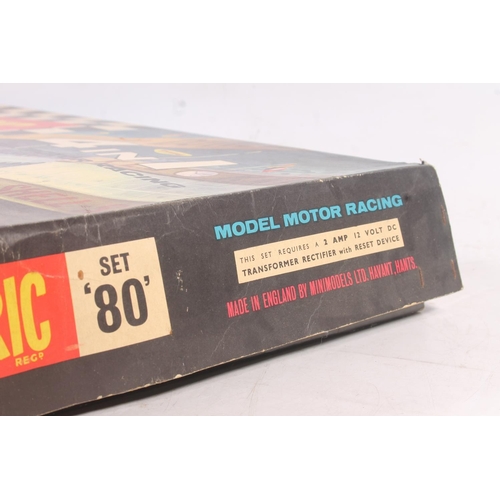 RACING
RIC
REGD
SET
'80'
MODEL MOTOR RACING
THIS SET REQUIRES A 2 AMP 12 VOLT DC
TRANSFORMER RECTIFIER with RESET DEVICE
MADE IN ENGLAND BY MINIMODELS LTD. HAVANT, HANTS.